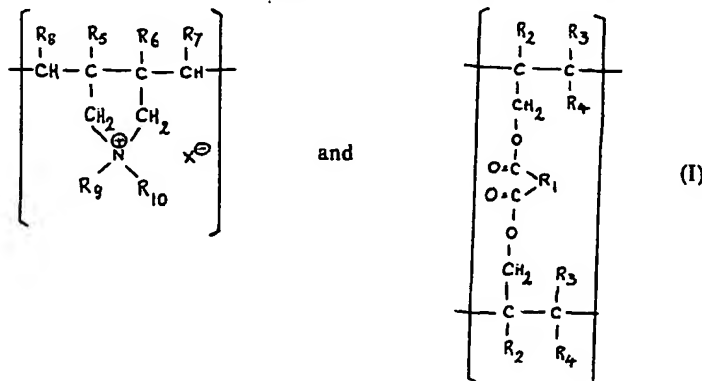 R8 R5 R6 R7
CH C C CH
CH2 CH2
⊕
N X⊖
R9 R10
and
R2 R3
C C
CH2 R4
O
O=C
R1
O=C
O
CH2 R3
C C
R2 R4
(I)